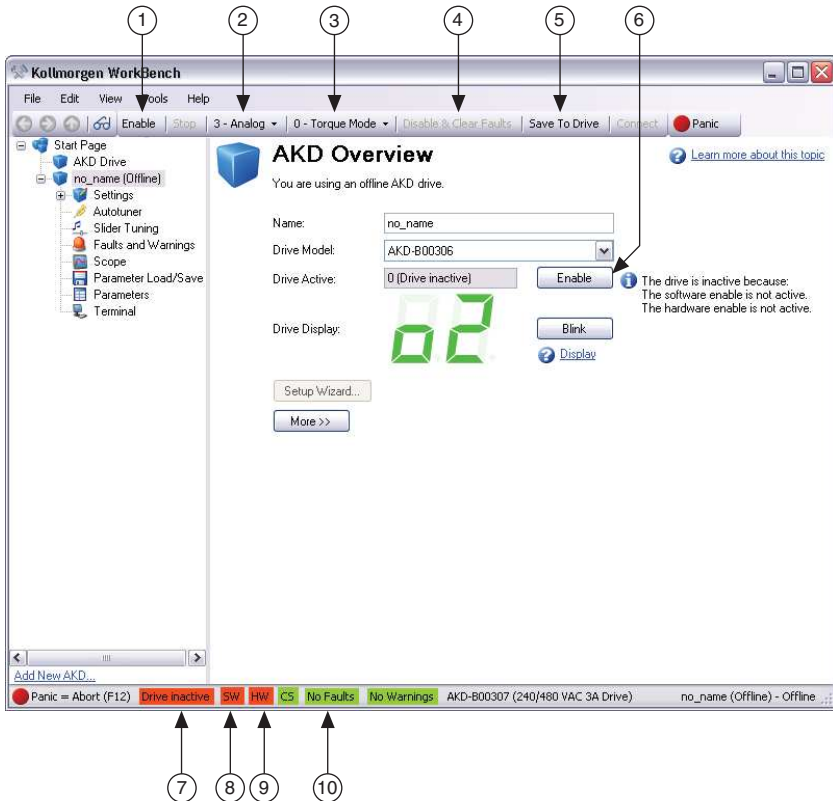 1 2 3 4 5 6
Kollmorgen WorkBench
File Edit View Tools Help
Enable Stop 3 - Analog 0 - Torque Mode Disable & Clear Faults Save To Drive Connect Panic
Start Page
AKD Drive
no_name (Offline)
Settings
Autotuner
Slider Tuning
Faults and Warnings
Scope
Parameter Load/Save
Parameters
Terminal
Add New AKD...
AKD Overview
Learn more about this topic
You are using an offline AKD drive.
Name: no_name
Drive Model: AKD-B00306
Drive Active: 0 (Drive inactive) Enable
The drive is inactive because:
The software enable is not active.
The hardware enable is not active.
Drive Display: o2 Blink
Display
Setup Wizard...
More >>
Panic = Abort (F12) Drive inactive SW HW CS No Faults No Warnings AKD-B00307 (240/480 VAC 3A Drive) no_name (Offline) - Offline
7 8 9 10